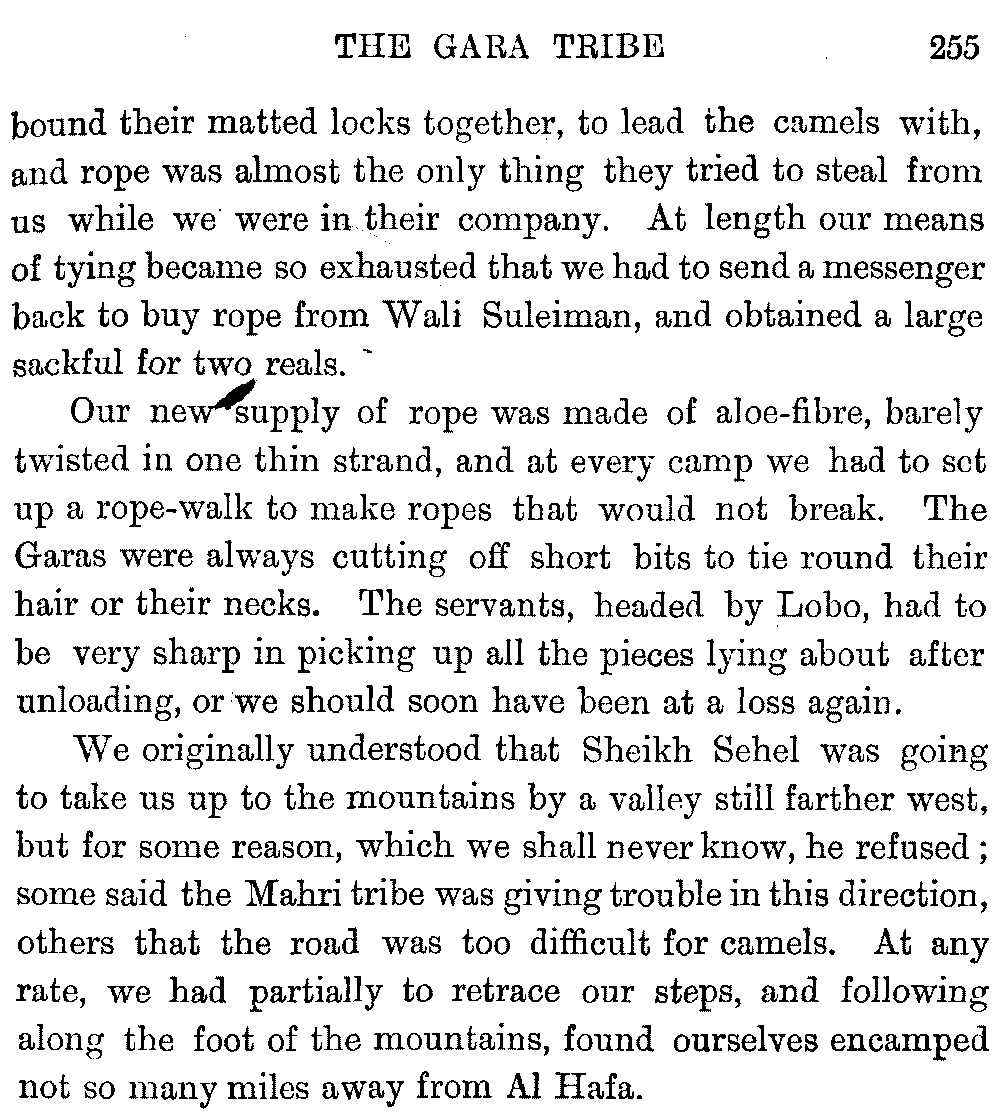 THE GARA TRIBE 255
bound their matted locks together, to lead the camels with,
and rope was almost the only thing they tried to steal from
us while we were in their company. At length our means
of tying became so exhausted that we had to send a messenger
back to buy rope from Wali Suleiman, and obtained a large
sackful for two reals.
Our new supply of rope was made of aloe-fibre, barely
twisted in one thin strand, and at every camp we had to set
up a rope-walk to make ropes that would not break. The
Garas were always cutting off short bits to tie round their
hair or their necks. The servants, headed by Lobo, had to
be very sharp in picking up all the pieces lying about after
unloading, or we should soon have been at a loss again.
We originally understood that Sheikh Sehel was going
to take us up to the mountains by a valley still farther west,
but for some reason, which we shall never know, he refused ;
some said the Mahri tribe was giving trouble in this direction,
others that the road was too difficult for camels. At any
rate, we had partially to retrace our steps, and following
along the foot of the mountains, found ourselves encamped
not so many miles away from Al Hafa.